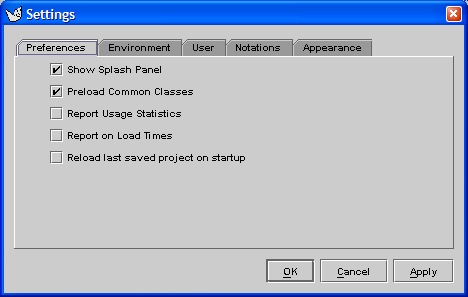 Settings
Preferences Environment User Notations Appearance
Show Splash Panel
Preload Common Classes
Report Usage Statistics
Report on Load Times
Reload last saved project on startup
OK Cancel Apply